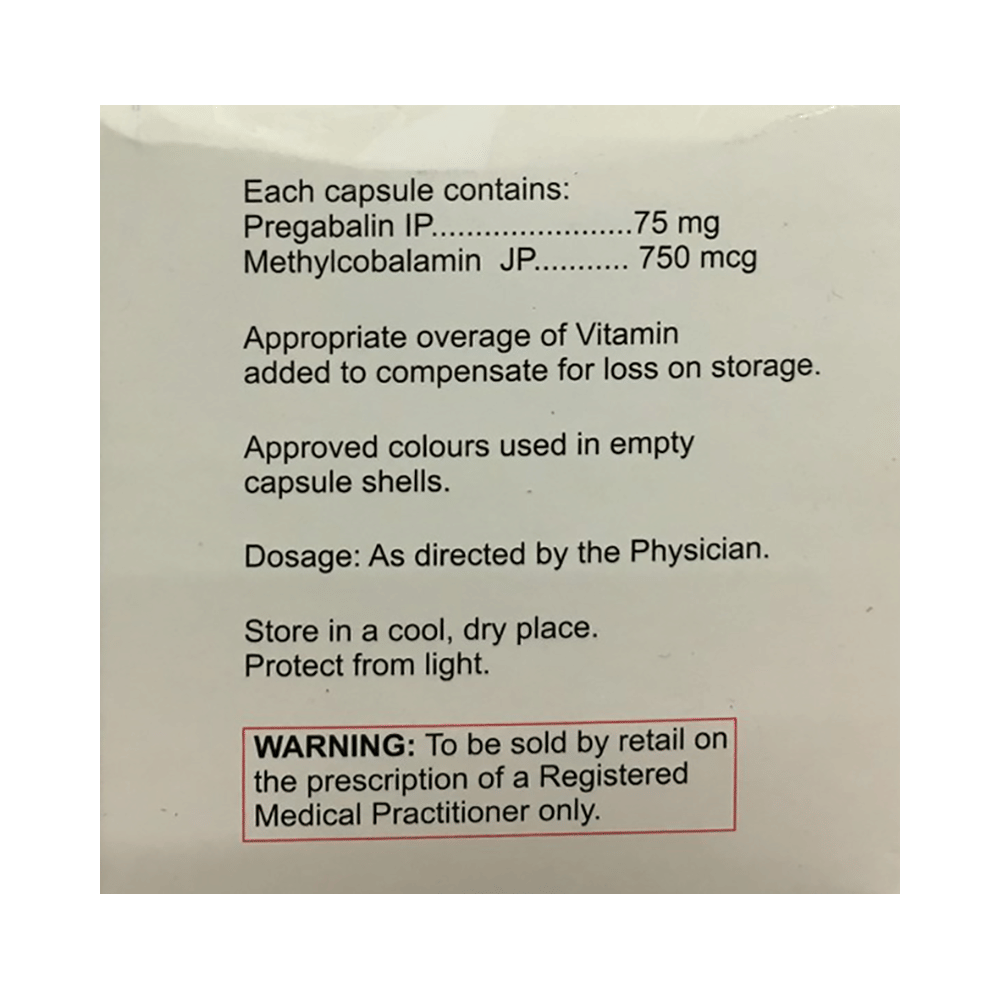 Each capsule contains:
Pregabalin IP.......................75 mg
Methylcobalamin JP........... 750 mcg
Appropriate overage of Vitamin
added to compensate for loss on storage.
Approved colours used in empty
capsule shells.
Dosage: As directed by the Physician.
Store in a cool, dry place.
Protect from light.
WARNING: To be sold by retail on
the prescription of a Registered
Medical Practitioner only.